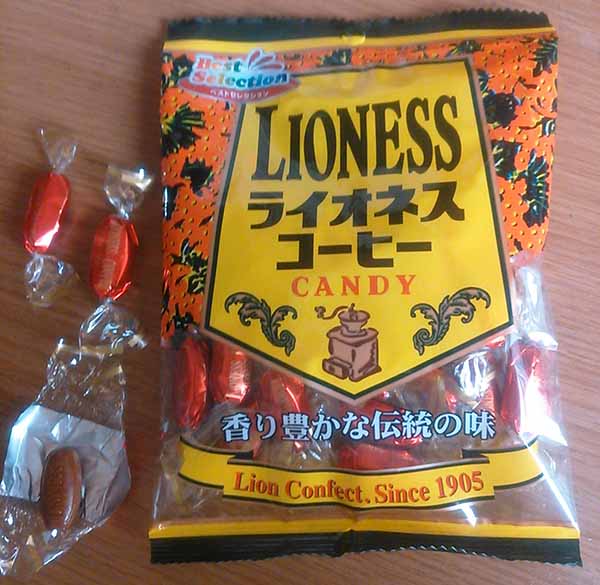 Best
Selection
ベストセレクション
LIONESS
ライオネス
コーヒー
CANDY
香り豊かな伝統の味
Lion Confect. Since 1905